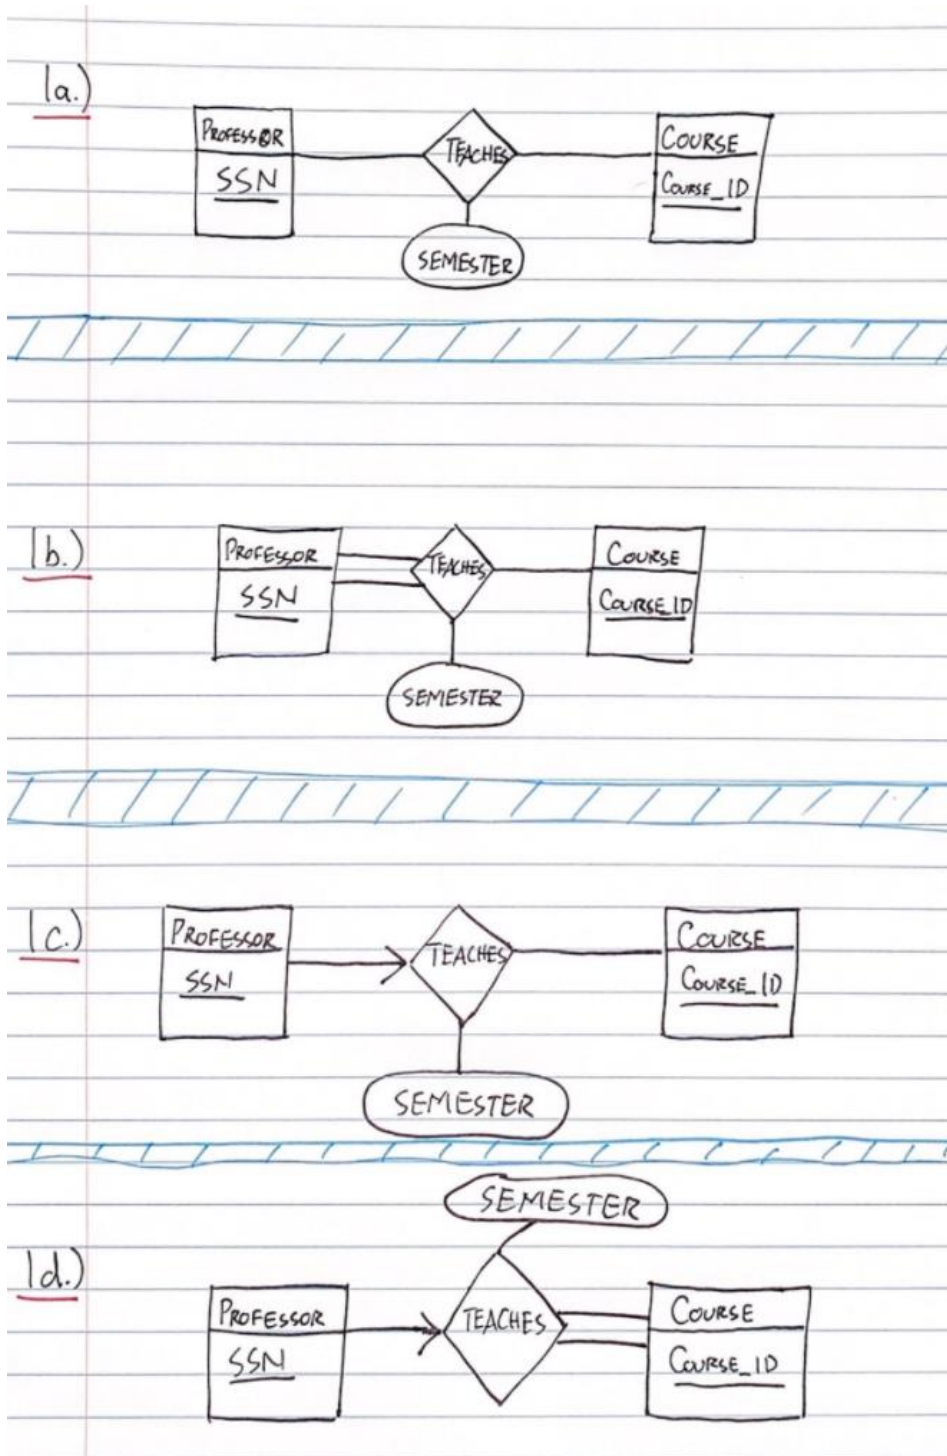 1a.)
PROFESSOR
TEACHES
COURSE
SSN
COURSE_ID
SEMESTER
1b.)
PROFESSOR
TEACHES
COURSE
SSN
COURSE_ID
SEMESTER
1c.)
PROFESSOR
TEACHES
COURSE
SSN
COURSE_ID
SEMESTER
SEMESTER
1d.)
PROFESSOR
TEACHES
COURSE
SSN
COURSE_ID